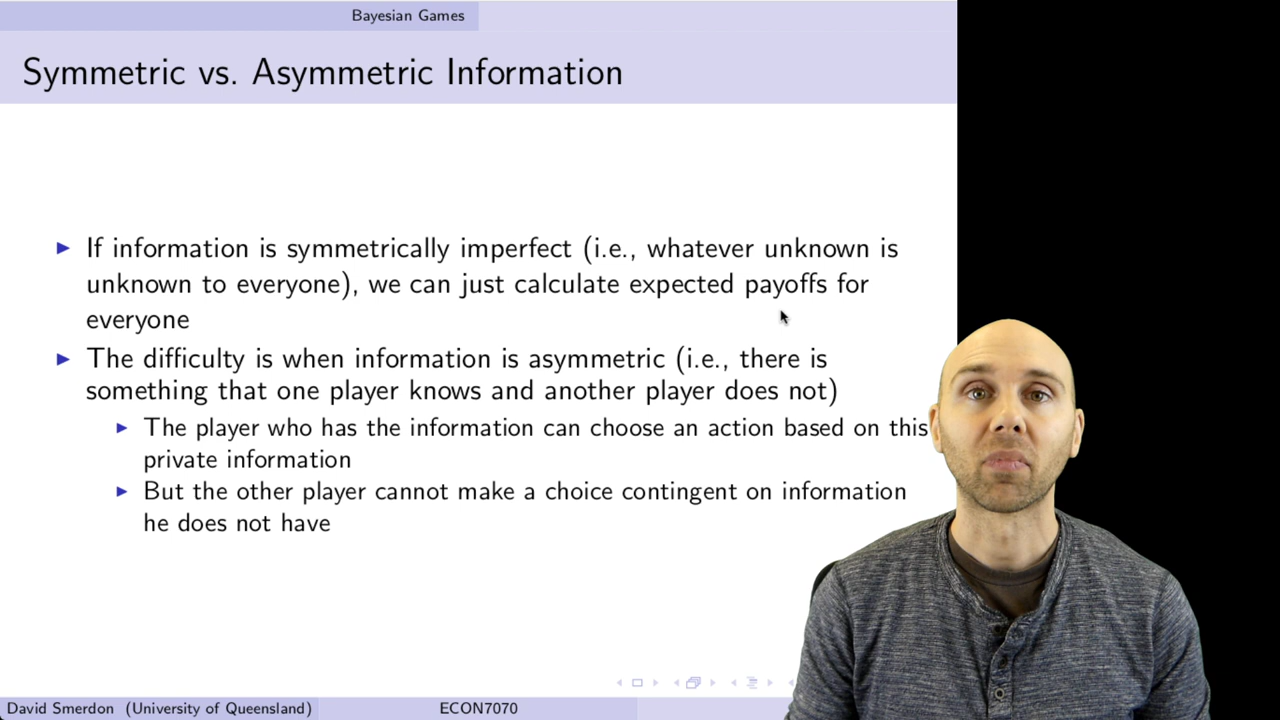 Bayesian Games
Symmetric vs. Asymmetric Information
If information is symmetrically imperfect (i.e., whatever unknown is
unknown to everyone), we can just calculate expected payoffs for
everyone
The difficulty is when information is asymmetric (i.e., there is
something that one player knows and another player does not)
The player who has the information can choose an action based on this
private information
But the other player cannot make a choice contingent on information
he does not have
David Smerdon (University of Queensland) ECON7070